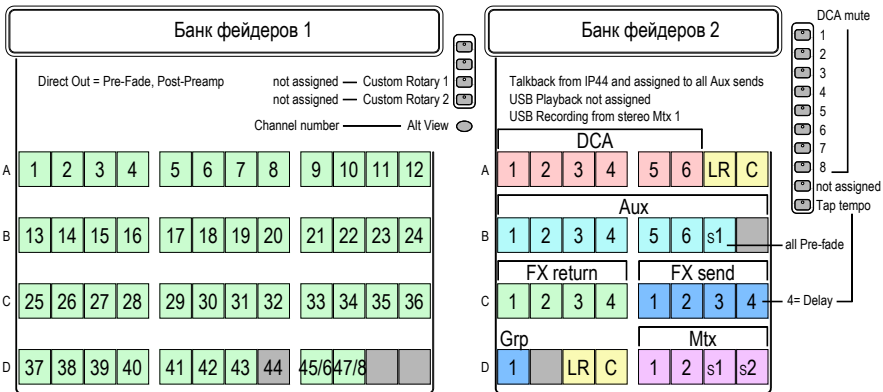 Банк фейдеров 1
Direct Out = Pre-Fade, Post-Preamp
not assigned — Custom Rotary 1
not assigned — Custom Rotary 2
Channel number — Alt View
A 1 2 3 4 5 6 7 8 9 10 11 12
B 13 14 15 16 17 18 19 20 21 22 23 24
C 25 26 27 28 29 30 31 32 33 34 35 36
D 37 38 39 40 41 42 43 44 45/6 47/8
Банк фейдеров 2
Talkback from IP44 and assigned to all Aux sends
USB Playback not assigned
USB Recording from stereo Mtx 1
DCA
A 1 2 3 4 5 6 LR C
Aux
B 1 2 3 4 5 6 s1
all Pre-fade
FX return FX send
C 1 2 3 4 1 2 3 4
4= Delay
Grp Mtx
D 1 LR C 1 2 s1 s2
DCA mute
1
2
3
4
5
6
7
8
not assigned
Tap tempo